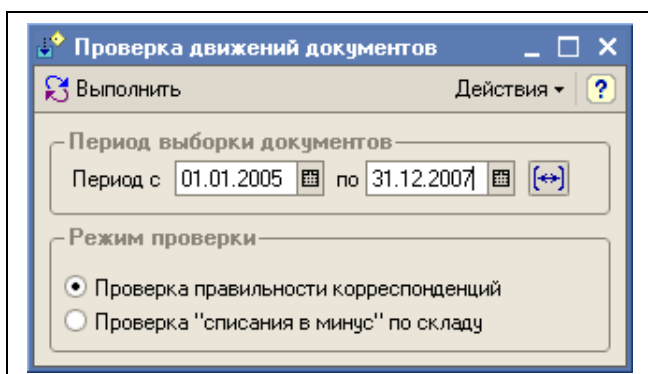 Проверка движений документов
Выполнить Действия ?
Период выборки документов
Период с 01.01.2005 по 31.12.2007
Режим проверки
Проверка правильности корреспонденций
Проверка "списания в минус" по складу